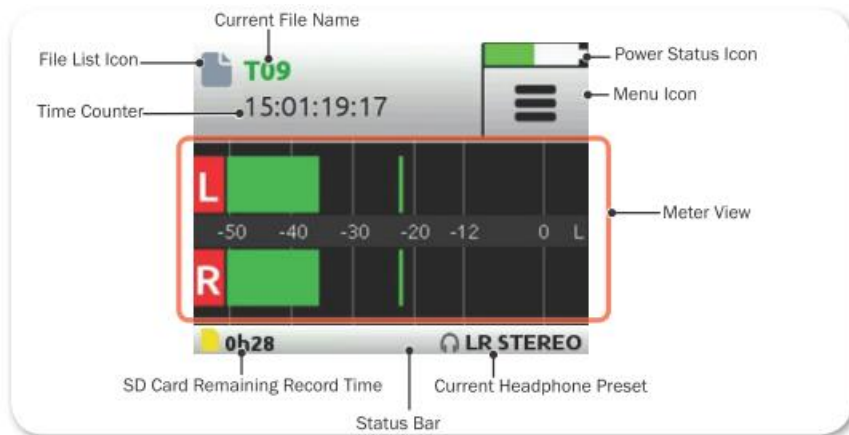 Current File Name
File List Icon
T09
Power Status Icon
Time Counter
15:01:19:17
Menu Icon
L
Meter View
-50 -40 -30 -20 -12 0 L
R
0h28
LR STEREO
SD Card Remaining Record Time
Current Headphone Preset
Status Bar